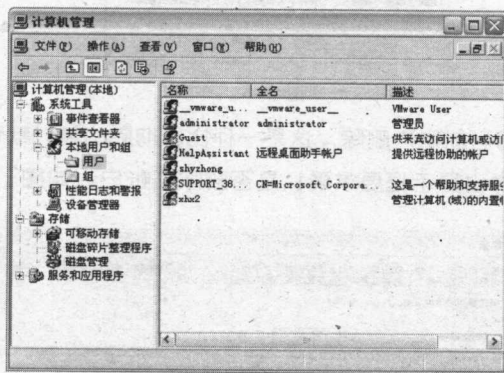 计算机管理
文件(F) 操作(A) 查看(V) 窗口(W) 帮助(H)
计算机管理(本地)
系统工具
事件查看器
共享文件夹
本地用户和组
用户
组
性能日志和警报
设备管理器
存储
可移动存储
磁盘碎片整理程序
磁盘管理
服务和应用程序
名称 全名 描述
__vmware_u... __vmware_user__ VMware User
administrator administrator 管理员
Guest 供来宾访问计算机或访
HelpAssistant 远程桌面助手帐户 提供远程协助的帐户
shyzhong
SUPPORT_38. CN=Microsoft Corpora. 这是一个帮助和支持服
xhx2 管理计算机(域)的内置